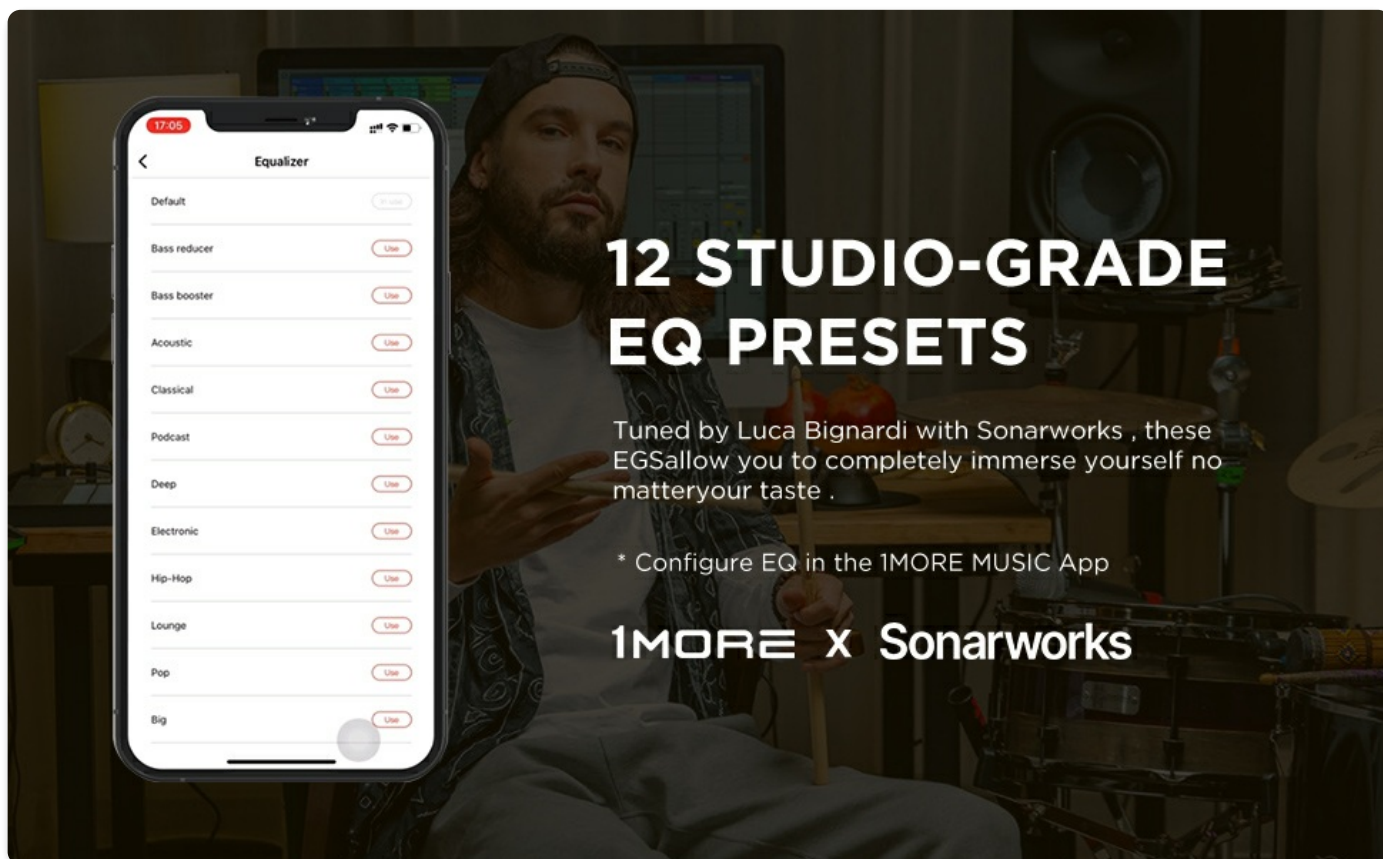 17:05
Equalizer
Default
In use
Bass reducer
Use
Bass booster
Use
Acoustic
Use
Classical
Use
Podcast
Use
Deep
Use
Electronic
Use
Hip-Hop
Use
Lounge
Use
Pop
Use
Big
Use
12 STUDIO-GRADE
EQ PRESETS
Tuned by Luca Bignardi with Sonarworks , these
EGSallow you to completely immerse yourself no
matteryour taste .
* Configure EQ in the 1MORE MUSIC App
1MORE X Sonarworks